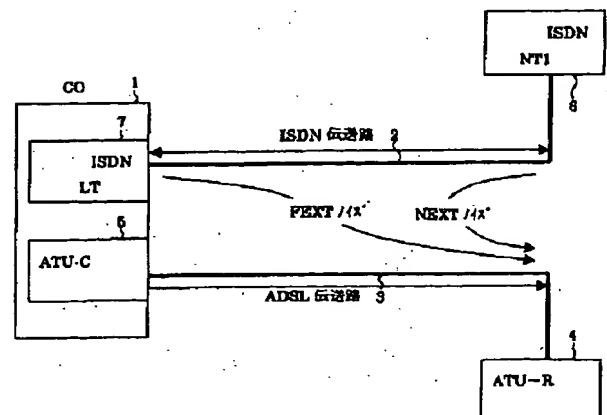 ISDN
NT1
8
CO
1
7
ISDN
LT
ISDN 伝送路
2
FEXT ノイズ
NEXT ノイズ
5
ATU-C
ADSL 伝送路
3
4
ATU-R